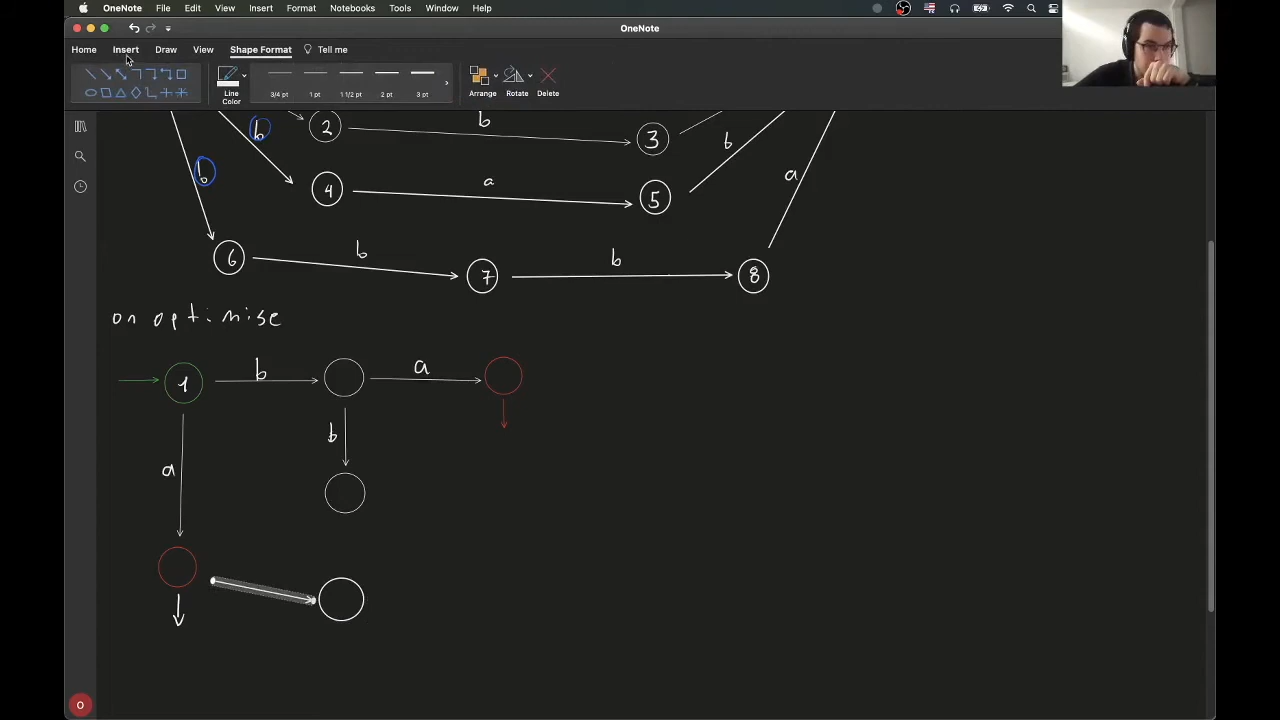 OneNote File Edit View Insert Format Notebooks Tools Window Help
OneNote
Home Insert Draw View Shape Format Tell me
Line Color
3/4 pt 1 pt 1 1/2 pt 2 pt 3 pt
Arrange Rotate Delete
b 2 b 3
b 4 a 5 b
b a
6 b 7 b 8
on optimise
1 b a
b
a
O